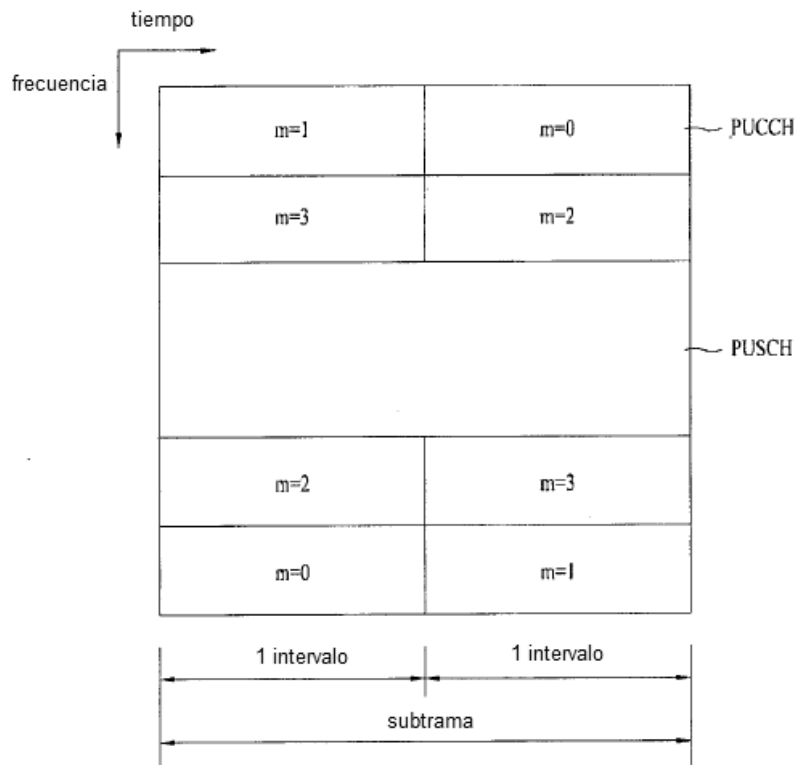 tiempo
frecuencia
m=1 m=0 PUCCH
m=3 m=2
PUSCH
m=2 m=3
m=0 m=1
1 intervalo 1 intervalo
subtrama